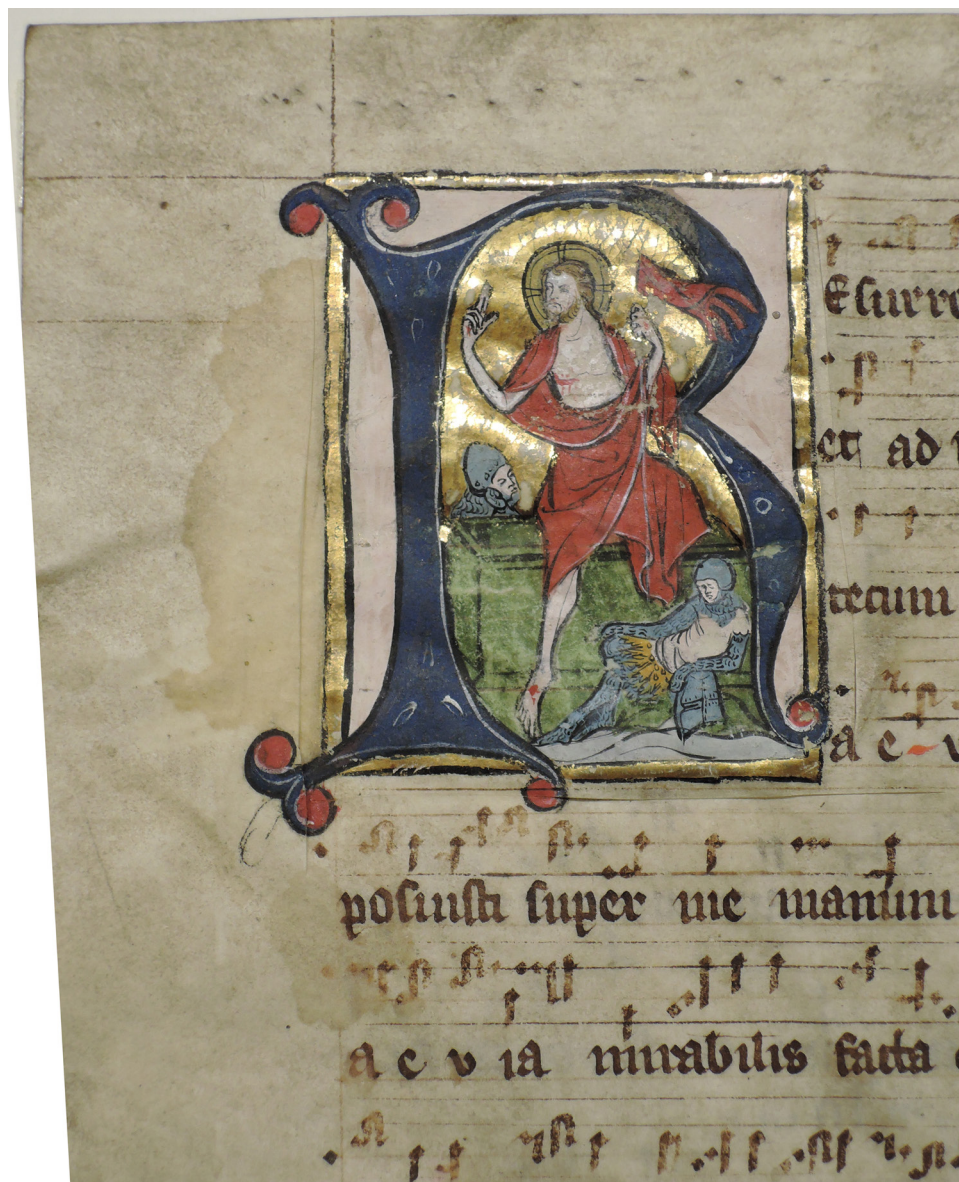 R Esurre
et ad
tecum
a e v
posuisti super me manum
a e v ia mirabilis facta